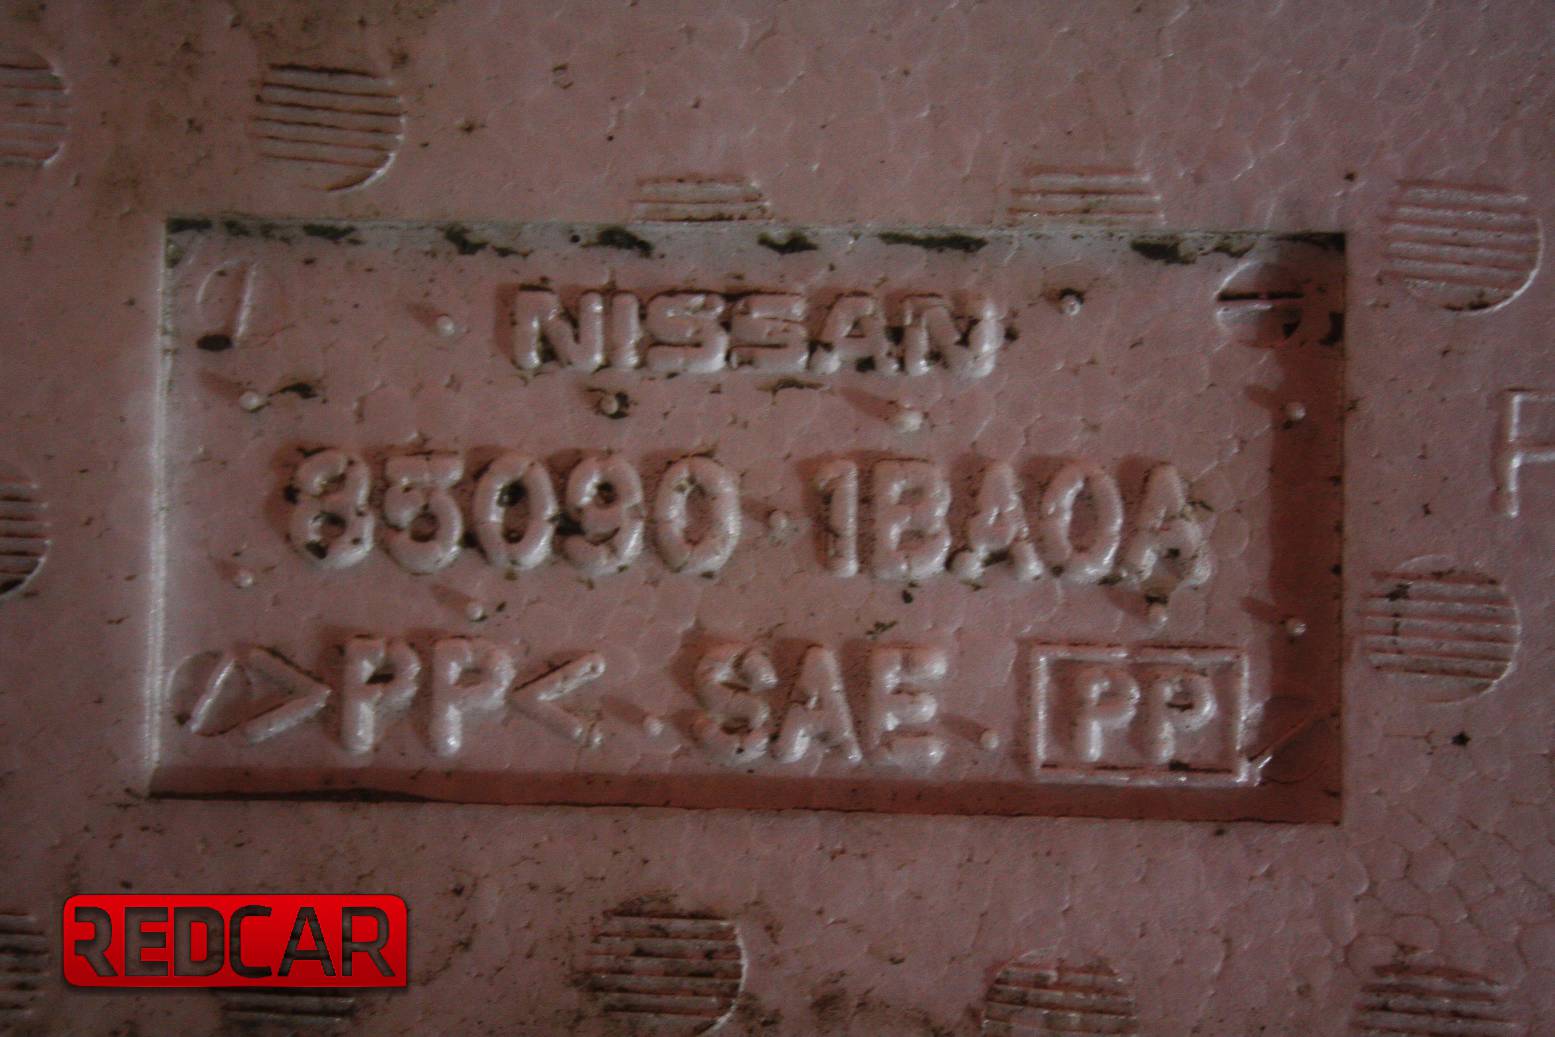 NISSAN
85090 1BA0A
>PP< SAE PP
REDCAR